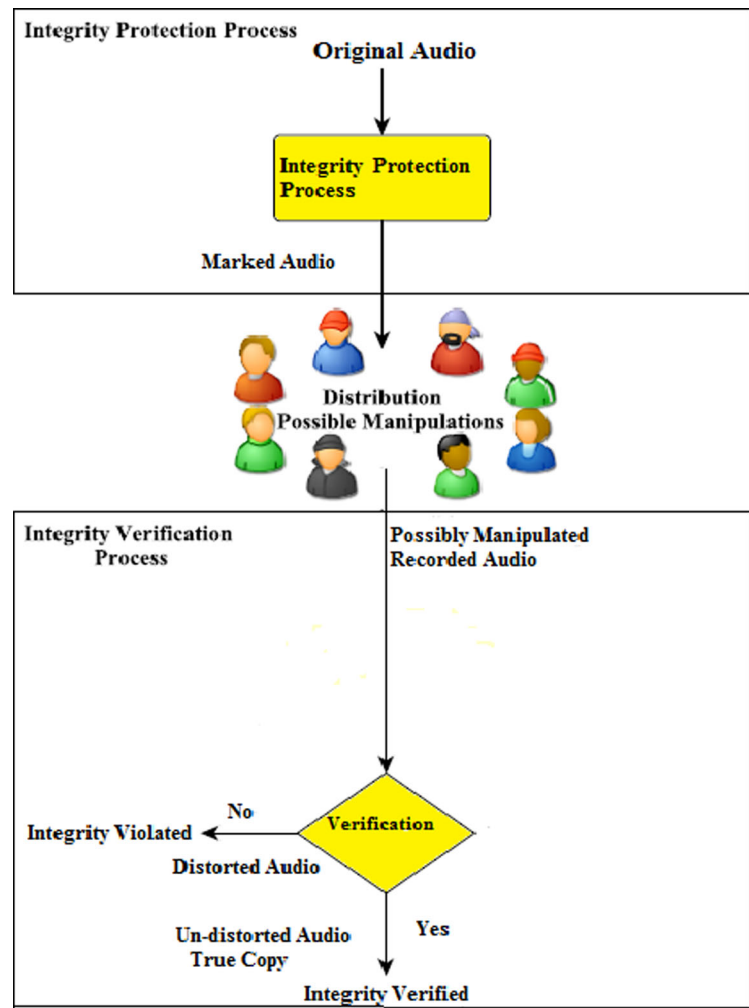 Integrity Protection Process
Original Audio
Integrity Protection
Process
Marked Audio
Distribution
Possible Manipulations
Integrity Verification
Process
Possibly Manipulated
Recorded Audio
Verification
No
Integrity Violated
Distorted Audio
Un-distorted Audio
True Copy
Yes
Integrity Verified